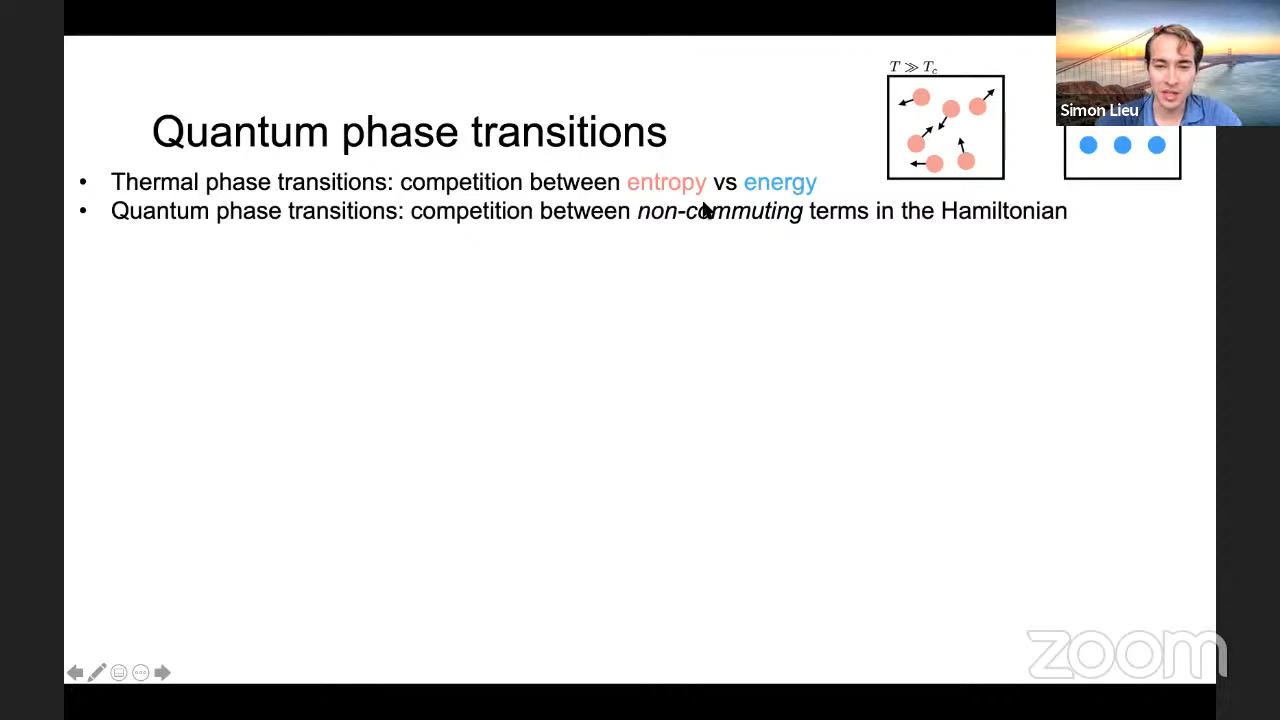 T ≫ T_c
Simon Lieu
Quantum phase transitions
• Thermal phase transitions: competition between entropy vs energy
• Quantum phase transitions: competition between non-commuting terms in the Hamiltonian
zoom